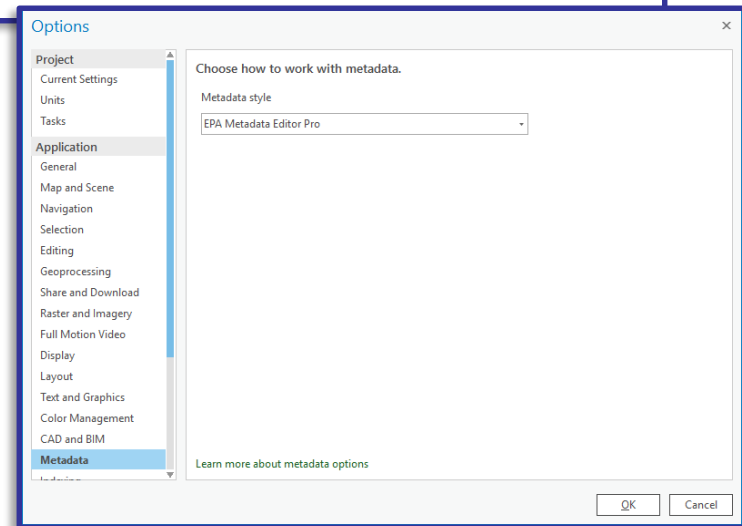 Options
Project
Current Settings
Units
Tasks
Application
General
Map and Scene
Navigation
Selection
Editing
Geoprocessing
Share and Download
Raster and Imagery
Full Motion Video
Display
Layout
Text and Graphics
Color Management
CAD and BIM
Metadata
Choose how to work with metadata.
Metadata style
EPA Metadata Editor Pro
Learn more about metadata options
OK
Cancel